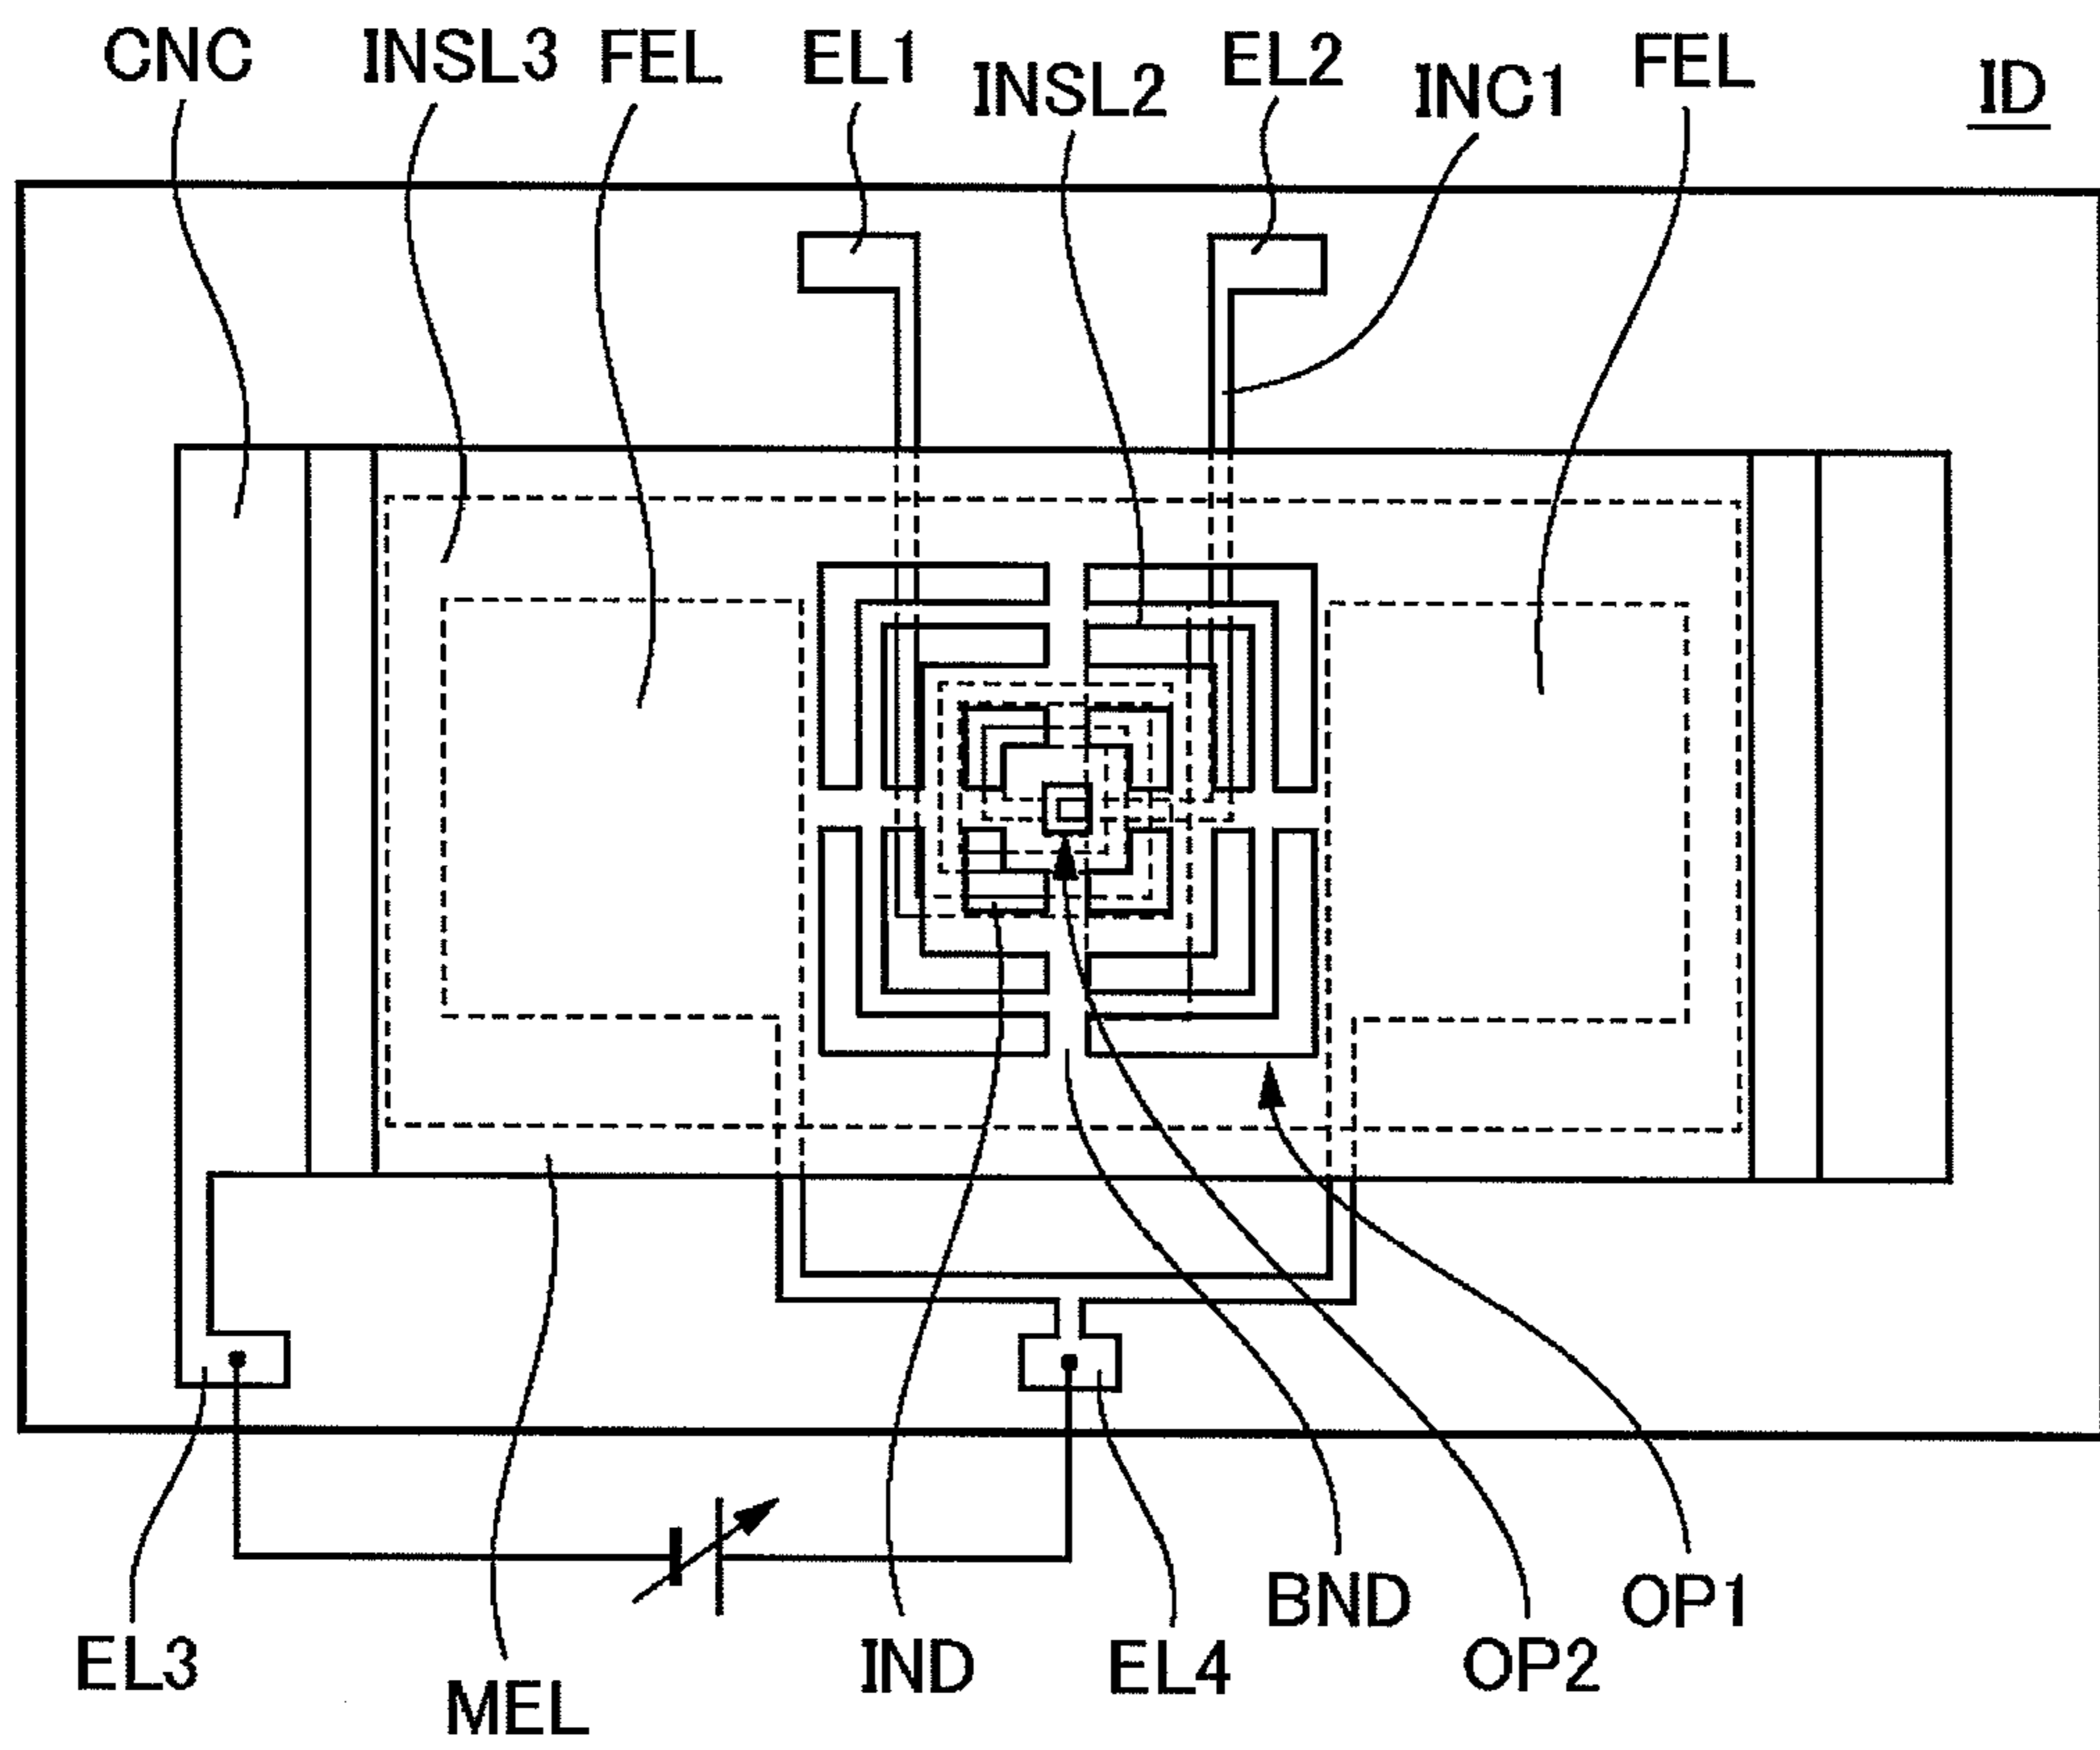 CNC INSL3 FEL EL1 INSL2 EL2 INC1 FEL ID
EL3 MEL IND EL4 BND OP2 OP1